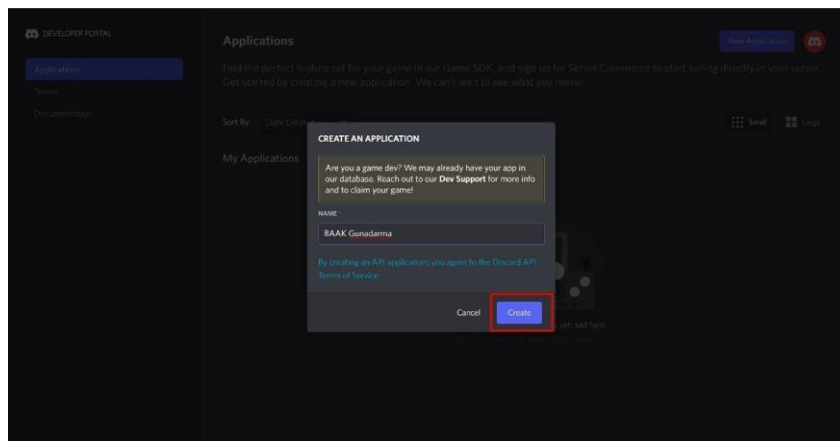 DEVELOPER PORTAL
Applications
Teams
Documentation
Applications
New Application
Find the perfect feature set for your game in our Game SDK, and sign up for Server Commerce to start selling directly in your server.
Get started by creating a new application. We can't wait to see what you make!
Sort By: Date Created
Small
Large
My Applications
CREATE AN APPLICATION
Are you a game dev? We may already have your app in
our database. Reach out to our Dev Support for more info
and to claim your game!
NAME
BAAK Gunadarma
By creating an API application, you agree to the Discord API
Terms of Service
Cancel
Create
yet, sad face.